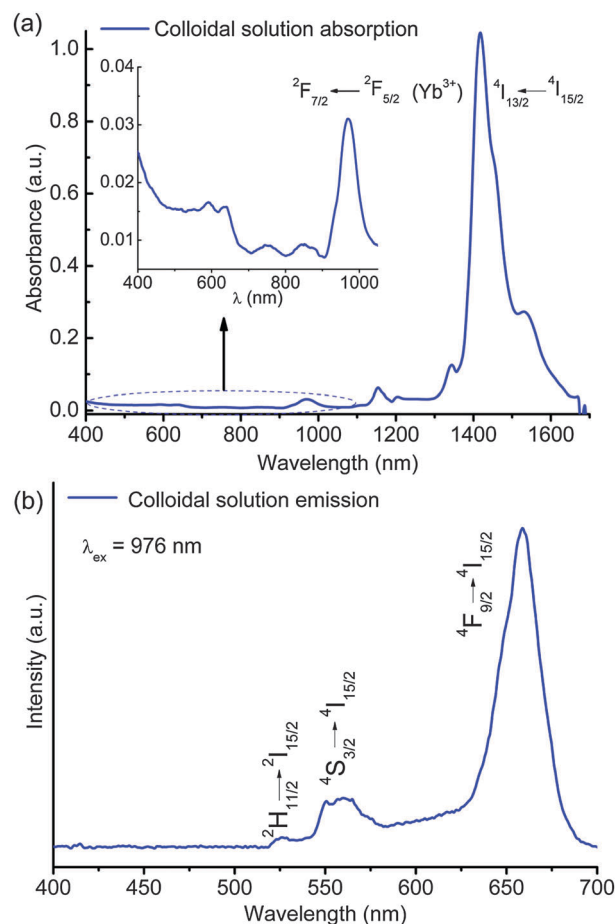 (a)
Colloidal solution absorption
Absorbance (a.u.)
1.0
0.8
0.6
0.4
0.2
0.0
0.04
0.03
0.02
0.01
400 600 800 1000
λ (nm)
²F₇/₂ ← ²F₅/₂ (Yb³⁺)
⁴I₁₃/₂ ← ⁴I₁₅/₂
400 600 800 1000 1200 1400 1600
Wavelength (nm)
(b)
Colloidal solution emission
λₑₓ = 976 nm
Intensity (a.u.)
²H₁₁/₂ → ²I₁₅/₂
⁴S₃/₂ → ⁴I₁₅/₂
⁴F₉/₂ → ⁴I₁₅/₂
400 450 500 550 600 650 700
Wavelength (nm)